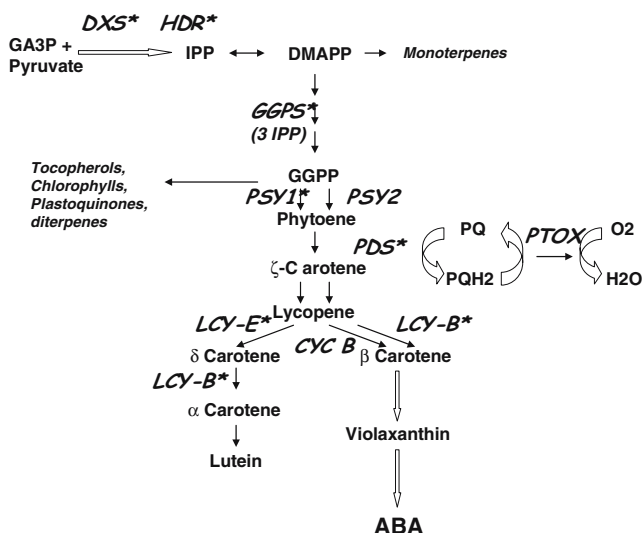 DXS* HDR*
GA3P +
Pyruvate
IPP
DMAPP
Monoterpenes
GGPS*
(3 IPP)
Tocopherols,
Chlorophylls,
Plastoquinones,
diterpenes
GGPP
PSY1* PSY2
Phytoene
PDS*
PQ
PTOX
O2
ζ-C arotene
PQH2
H2O
Lycopene
LCY-E*
CYC B
LCY-B*
δ Carotene
β Carotene
LCY-B*
α Carotene
Violaxanthin
Lutein
ABA